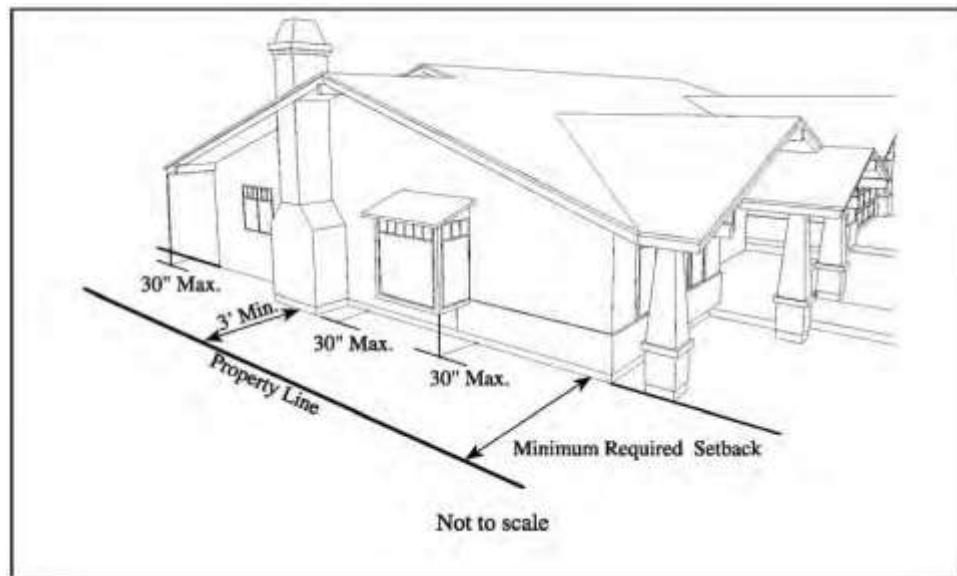 30" Max.
3' Min.
30" Max.
30" Max.
Property Line
Minimum Required Setback
Not to scale